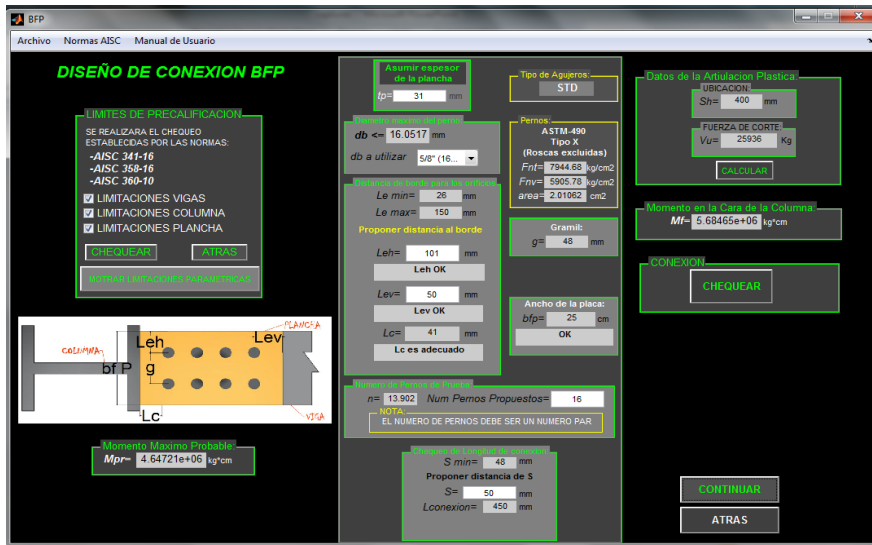 BFP
Archivo Normas AISC Manual de Usuario
DISEÑO DE CONEXION BFP
LIMITES DE PRECALIFICACION
SE REALIZARA EL CHEQUEO
ESTABLECIDAS POR LAS NORMAS:
-AISC 341-16
-AISC 358-16
-AISC 360-10
LIMITACIONES VIGAS
LIMITACIONES COLUMNA
LIMITACIONES PLANCHA
CHEQUEAR ATRAS
MOTRAR LIMITACIONES PARAMETRICAS
PLANCHA
Leh
Lev
COLUMNA
bf P g
Lc
VIGA
Momento Maximo Probable:
Mpr= 4.64721e+06 kg*cm
Asumir espesor
de la plancha
tp= 31 mm
Diametro maximo del perno
db <= 16.0517 mm
db a utilizar 5/8" (16...
Distancia de borde para los orificios
Le min= 26 mm
Le max= 150 mm
Proponer distancia al borde
Leh= 101 mm
Leh OK
Lev= 50 mm
Lev OK
Lc= 41 mm
Lc es adecuado
Tipo de Agujeros:
STD
Pernos:
ASTM-490
Tipo X
(Roscas excluidas)
Fnt= 7944.68 kg/cm2
Fnv= 5905.78 kg/cm2
area= 2.01062 cm2
Gramil:
g= 48 mm
Ancho de la placa:
bfp= 25 cm
OK
Numero de Pernos de Prueba
n= 13.902 Num Pernos Propuestos= 16
NOTA:
EL NUMERO DE PERNOS DEBE SER UN NUMERO PAR
Chequeo de Longitud de conexion
S min= 48 mm
Proponer distancia de S
S= 50 mm
Lconexion= 450 mm
Datos de la Artiulacion Plastica:
UBICACION:
Sh= 400 mm
FUERZA DE CORTE:
Vu= 25936 Kg
CALCULAR
Momento en la Cara de la Columna:
Mf= 5.68465e+06 kg*cm
CONEXION
CHEQUEAR
CONTINUAR
ATRAS